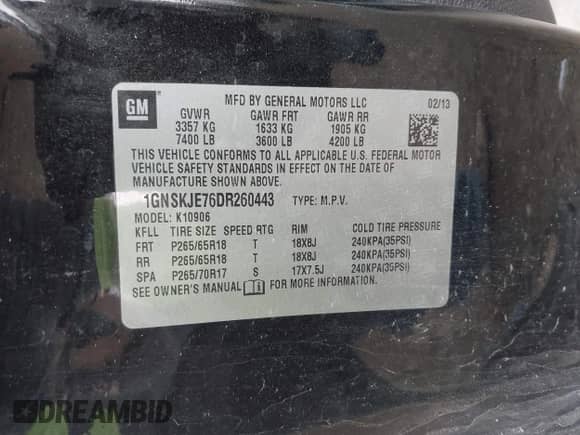 GM
MFD BY GENERAL MOTORS LLC 02/13
GVWR GAWR FRT GAWR RR
3357 KG 1633 KG 1905 KG
7400 LB 3600 LB 4200 LB
THIS VEHICLE CONFORMS TO ALL APPLICABLE U.S. FEDERAL MOTOR
VEHICLE SAFETY STANDARDS IN EFFECT ON THE DATE OF
MANUFACTURE SHOWN ABOVE.
1GNSKJE76DR260443 TYPE: M.P.V.
MODEL: K10906
KFLL TIRE SIZE SPEED RTG RIM COLD TIRE PRESSURE
FRT P265/65R18 T 18X8J 240KPA(35PSI)
RR P265/65R18 T 18X8J 240KPA(35PSI)
SPA P265/70R17 S 17X7.5J 240KPA(35PSI)
SEE OWNER'S MANUAL FOR MORE INFORMATION.
DREAMBID